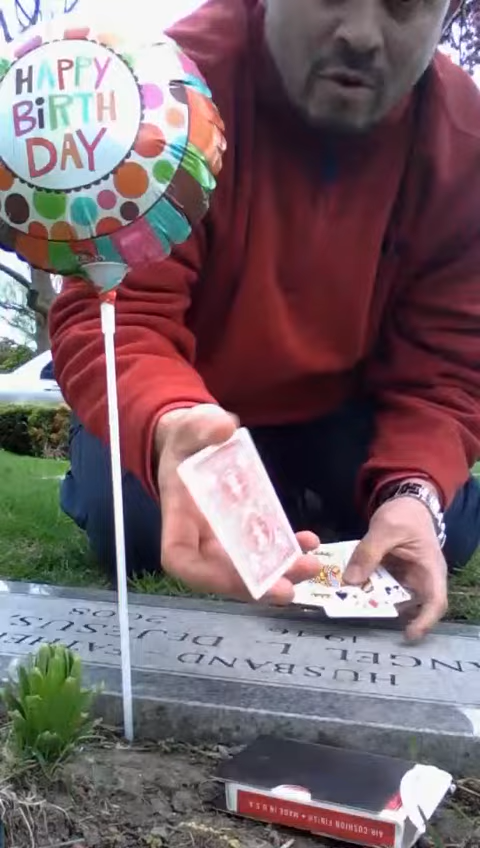 HAPPY
BiRTH
DAY
HUSBAND FATHER
ANGEL L. DEJESUS
2008
AIR CUSHION FINISH • MADE IN U.S.A.